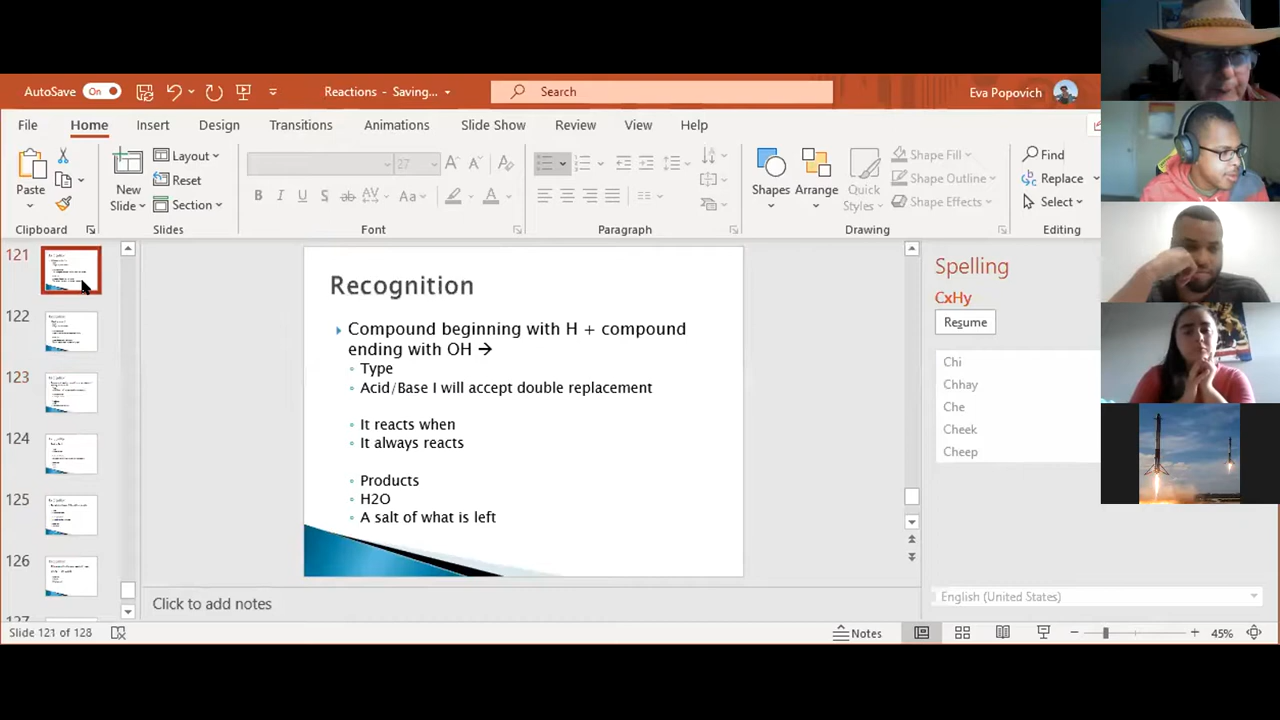 AutoSave On Reactions - Saving... Search Eva Popovich
File Home Insert Design Transitions Animations Slide Show Review View Help
Paste
Clipboard
New Slide
Layout
Reset
Section
Slides
27
B I U S ab AV Aa A
Font
Paragraph
Shapes Arrange Quick Styles
Shape Fill
Shape Outline
Shape Effects
Drawing
Find
Replace
Select
Editing
121
122
123
124
125
126
Recognition
Compound beginning with H + compound
ending with OH →
Type
Acid/Base I will accept double replacement
It reacts when
It always reacts
Products
H2O
A salt of what is left
Click to add notes
Spelling
CxHy
Resume
Chi
Chhay
Che
Cheek
Cheep
English (United States)
Slide 121 of 128 Notes 45%